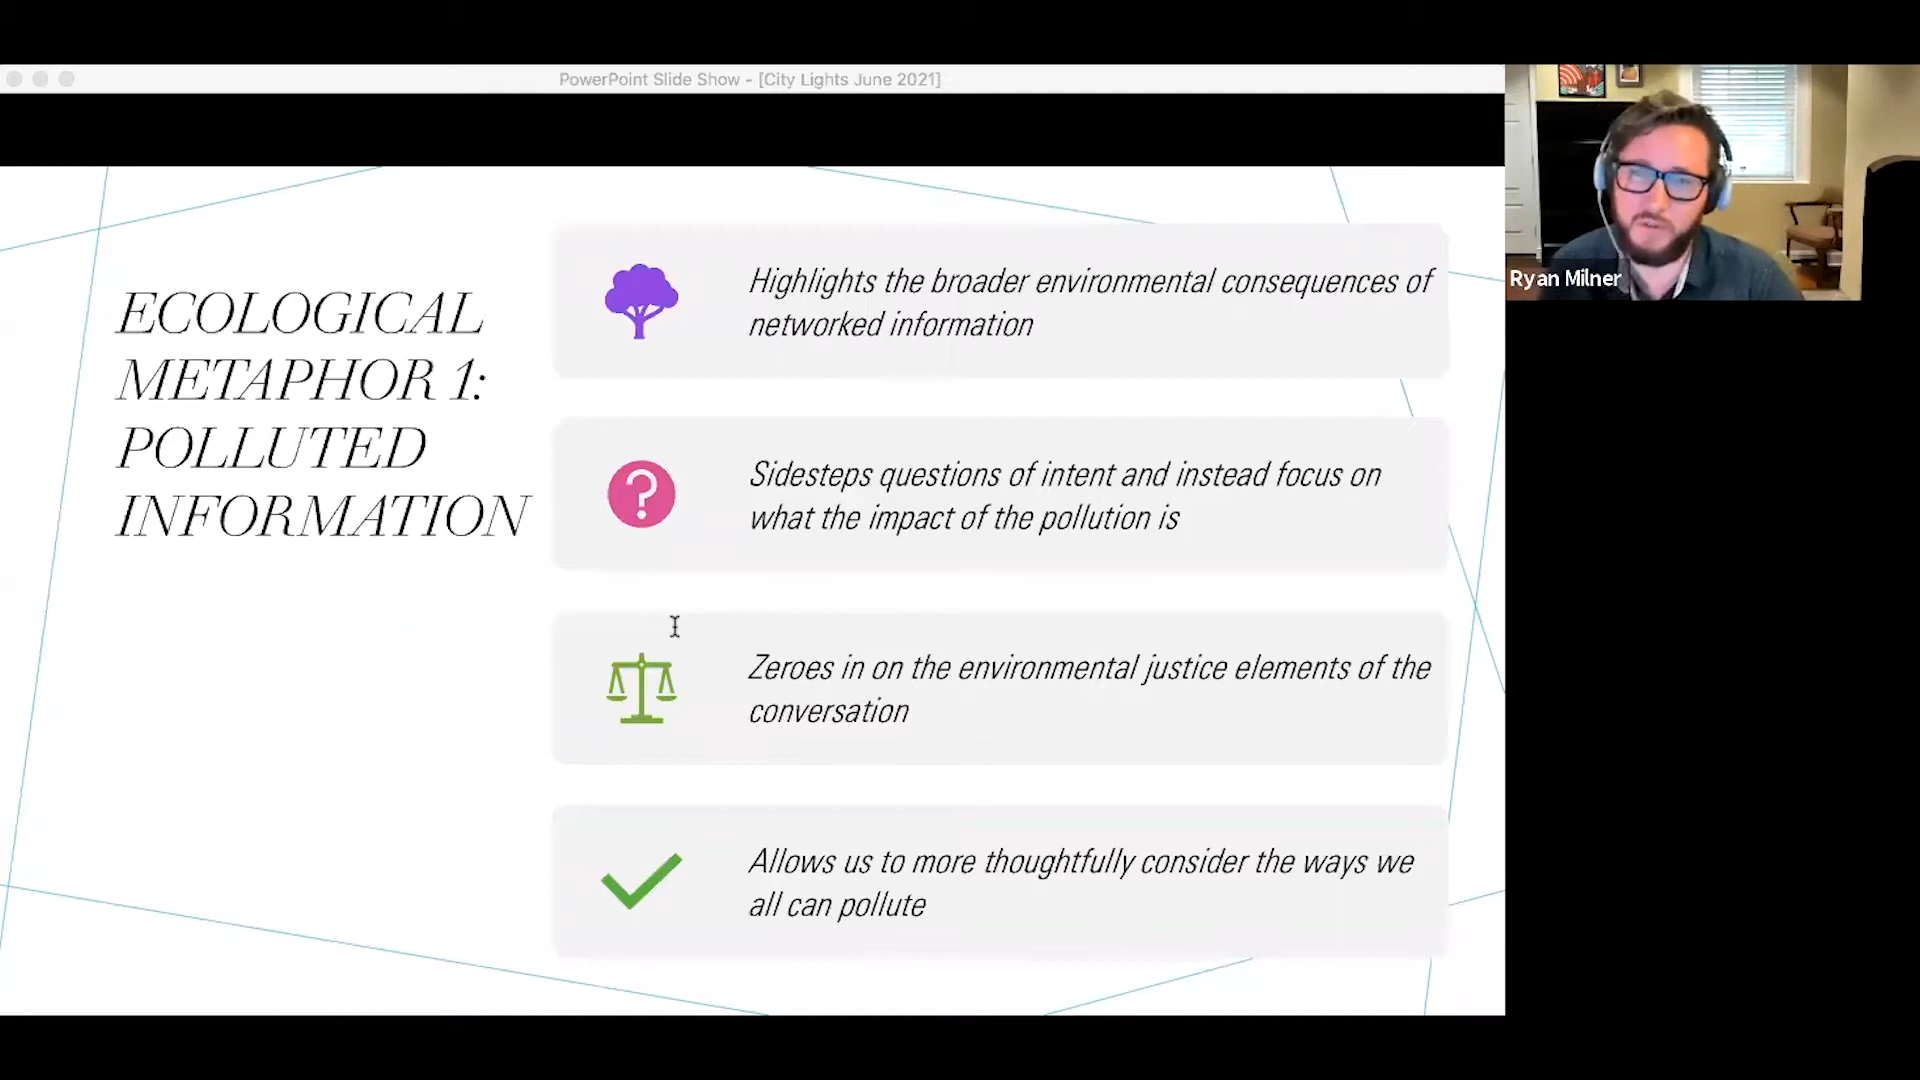 PowerPoint Slide Show - [City Lights June 2021]
ECOLOGICAL
METAPHOR 1:
POLLUTED
INFORMATION
Highlights the broader environmental consequences of
networked information
Sidesteps questions of intent and instead focus on
what the impact of the pollution is
Zeroes in on the environmental justice elements of the
conversation
Allows us to more thoughtfully consider the ways we
all can pollute
Ryan Milner